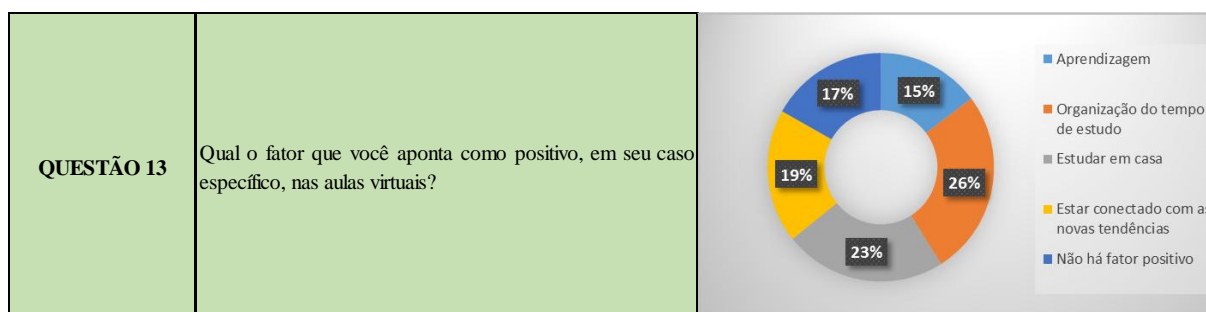 QUESTÃO 13
Qual o fator que você aponta como positivo, em seu caso
específico, nas aulas virtuais?
17%
15%
19%
26%
23%
Aprendizagem
Organização do tempo
de estudo
Estudar em casa
Estar conectado com as
novas tendências
Não há fator positivo